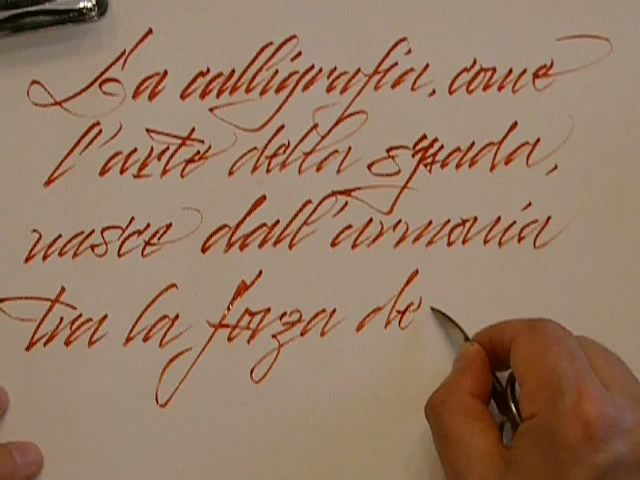 La calligrafia, come
l'arte della spada,
nasce dall'armonia
tra la forza de